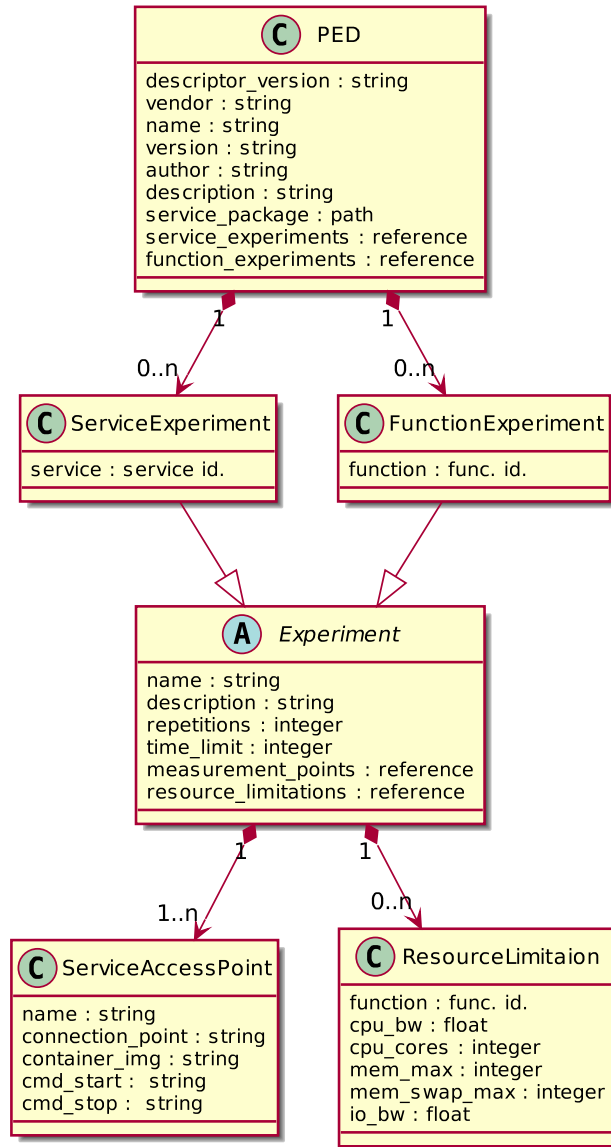 C PED
descriptor_version : string
vendor : string
name : string
version : string
author : string
description : string
service_package : path
service_experiments : reference
function_experiments : reference
1
1
0..n
0..n
C ServiceExperiment
service : service id.
C FunctionExperiment
function : func. id.
A Experiment
name : string
description : string
repetitions : integer
time_limit : integer
measurement_points : reference
resource_limitations : reference
1
1
1..n
0..n
C ServiceAccessPoint
name : string
connection_point : string
container_img : string
cmd_start :  string
cmd_stop :  string
C ResourceLimitaion
function : func. id.
cpu_bw : float
cpu_cores : integer
mem_max : integer
mem_swap_max : integer
io_bw : float